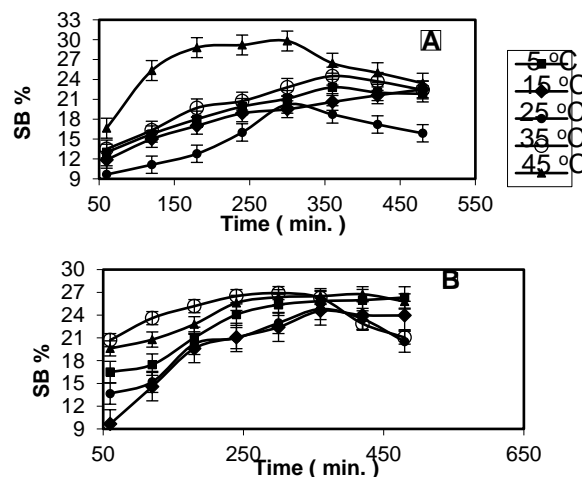 33
30
27
24
21
18
15
12
9
SB %
A
50 150 250 350 450 550
Time ( min. )
5 ºC
15 ºC
25 ºC
35 ºC
45 ºC
30
27
24
21
18
15
12
9
SB %
B
50 250 450 650
Time ( min. )